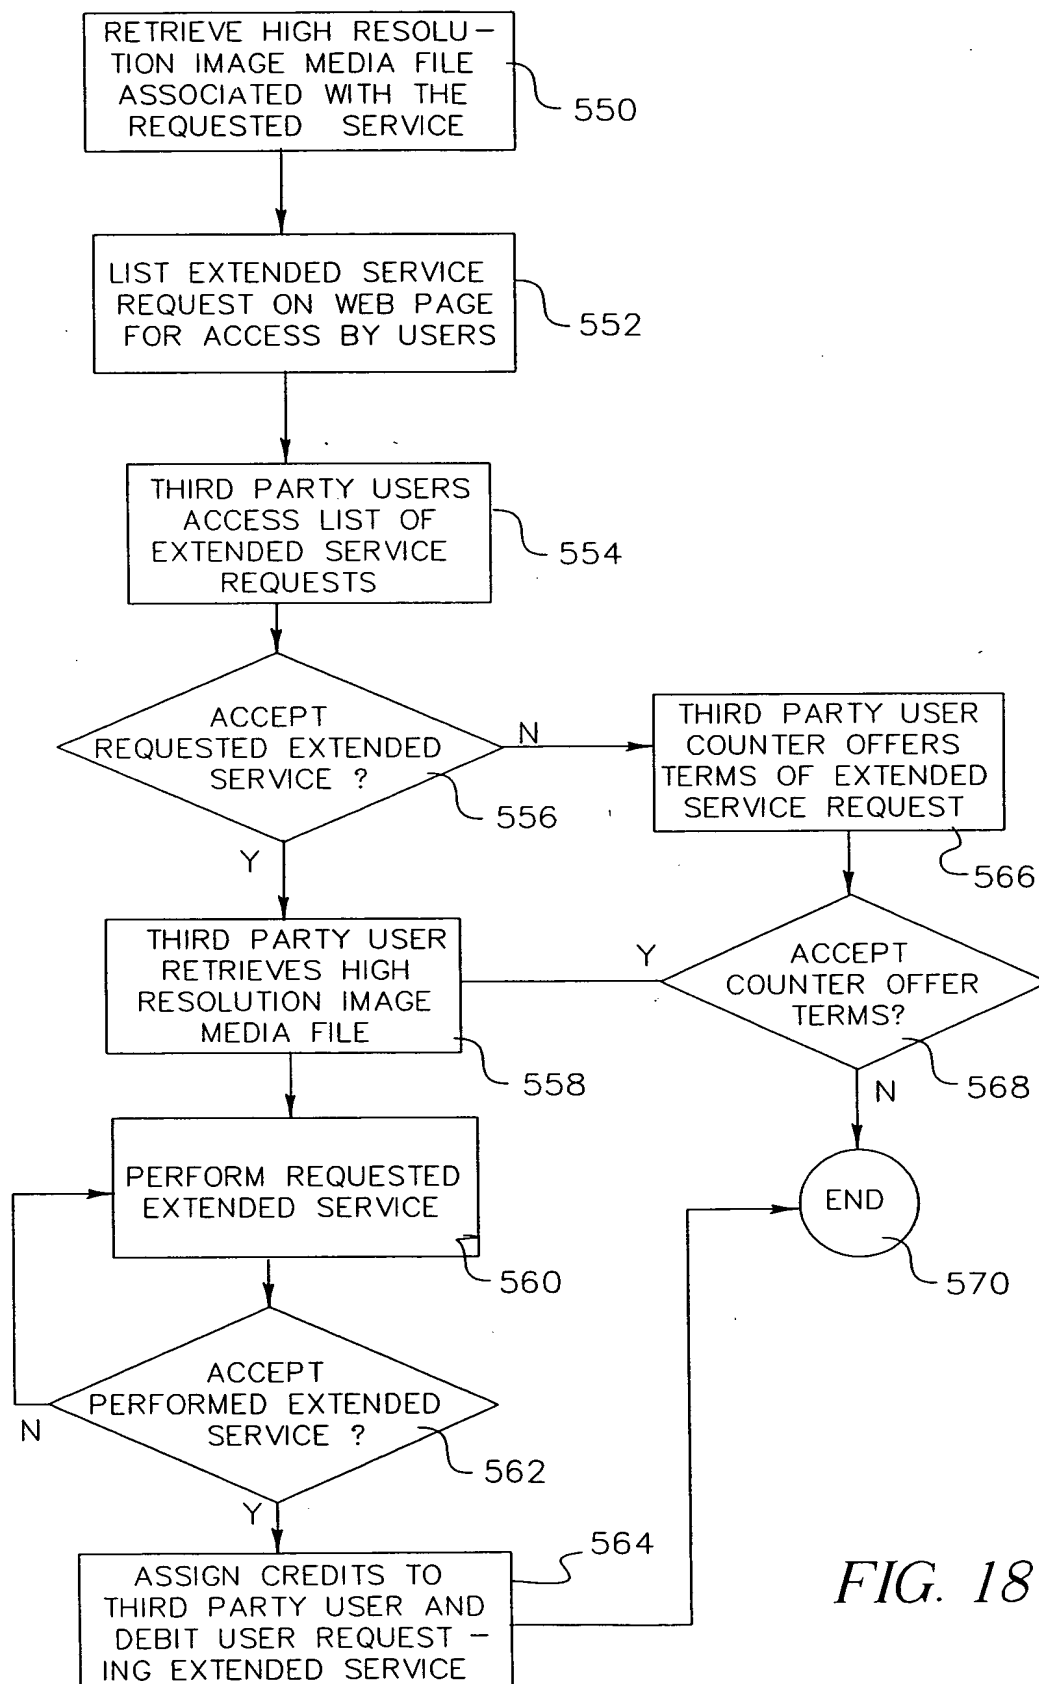 RETRIEVE HIGH RESOLU-
TION IMAGE MEDIA FILE
ASSOCIATED WITH THE
REQUESTED SERVICE
550
LIST EXTENDED SERVICE
REQUEST ON WEB PAGE
FOR ACCESS BY USERS
552
THIRD PARTY USERS
ACCESS LIST OF
EXTENDED SERVICE
REQUESTS
554
ACCEPT
REQUESTED EXTENDED
SERVICE ?
556
N
Y
THIRD PARTY USER
COUNTER OFFERS
TERMS OF EXTENDED
SERVICE REQUEST
566
THIRD PARTY USER
RETRIEVES HIGH
RESOLUTION IMAGE
MEDIA FILE
558
Y
ACCEPT
COUNTER OFFER
TERMS?
568
N
PERFORM REQUESTED
EXTENDED SERVICE
560
END
570
ACCEPT
PERFORMED EXTENDED
SERVICE ?
562
N
Y
ASSIGN CREDITS TO
THIRD PARTY USER AND
DEBIT USER REQUEST -
ING EXTENDED SERVICE
564
FIG. 18